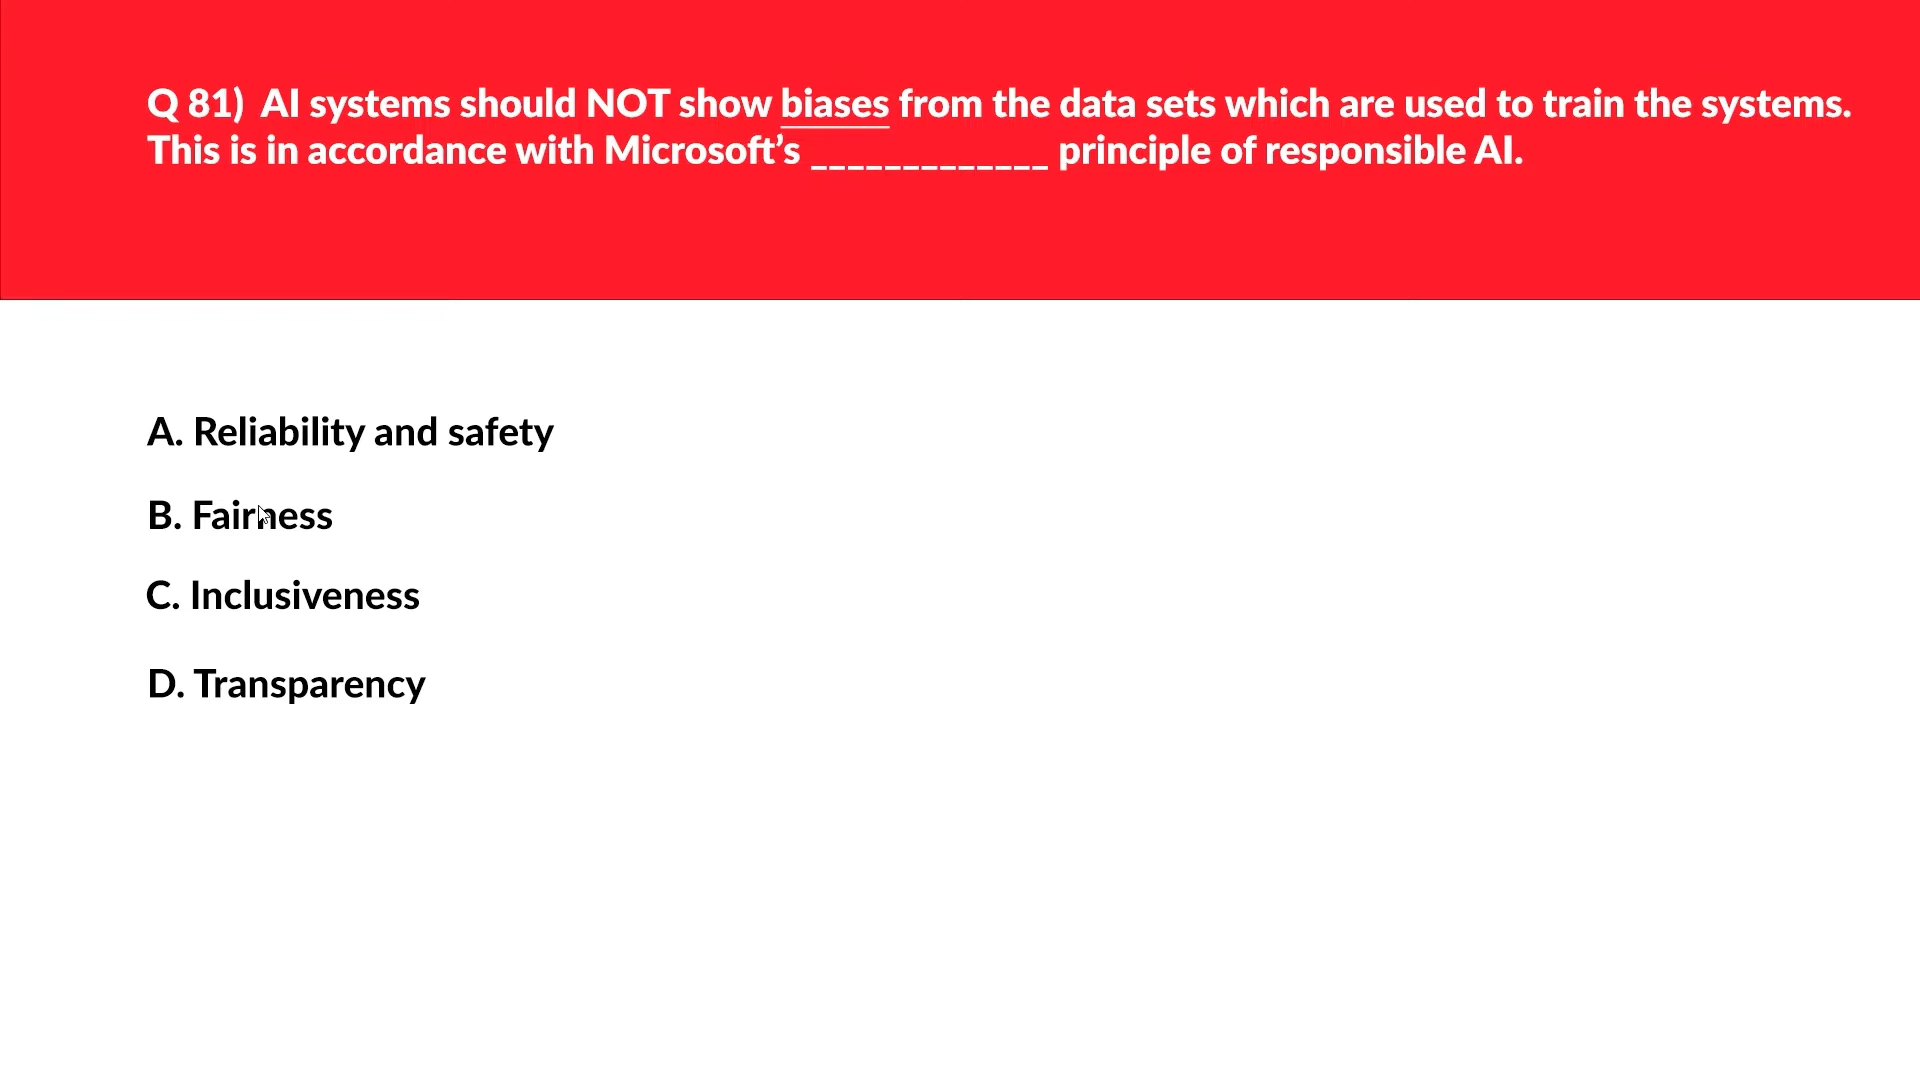 Q 81) AI systems should NOT show biases from the data sets which are used to train the systems.
This is in accordance with Microsoft’s _____________ principle of responsible AI.
A. Reliability and safety
B. Fairness
C. Inclusiveness
D. Transparency